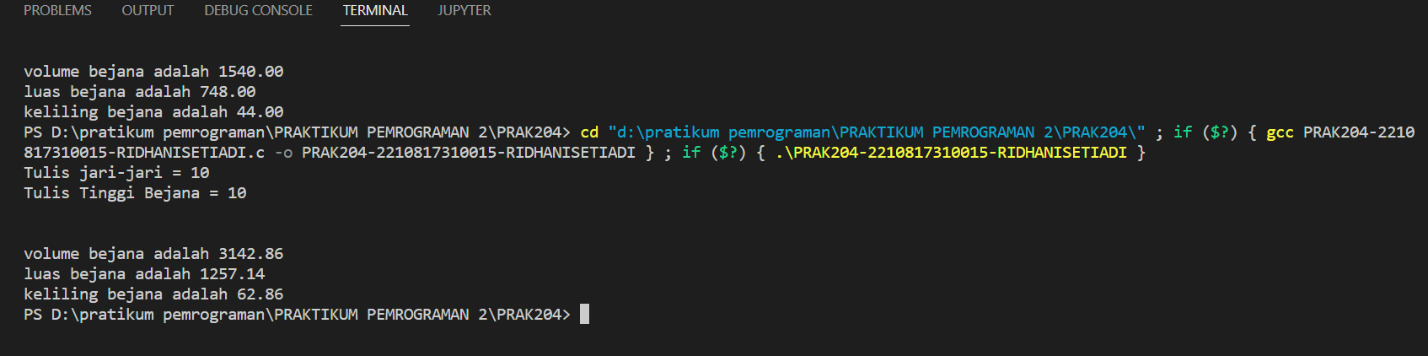 PROBLEMS OUTPUT DEBUG CONSOLE TERMINAL JUPYTER
volume bejana adalah 1540.00
luas bejana adalah 748.00
keliling bejana adalah 44.00
PS D:\pratikum pemrograman\PRAKTIKUM PEMROGRAMAN 2\PRAK204> cd "d:\pratikum pemrograman\PRAKTIKUM PEMROGRAMAN 2\PRAK204\" ; if ($?) { gcc PRAK204-2210
817310015-RIDHANISETIADI.c -o PRAK204-2210817310015-RIDHANISETIADI } ; if ($?) { .\PRAK204-2210817310015-RIDHANISETIADI }
Tulis jari-jari = 10
Tulis Tinggi Bejana = 10
volume bejana adalah 3142.86
luas bejana adalah 1257.14
keliling bejana adalah 62.86
PS D:\pratikum pemrograman\PRAKTIKUM PEMROGRAMAN 2\PRAK204>